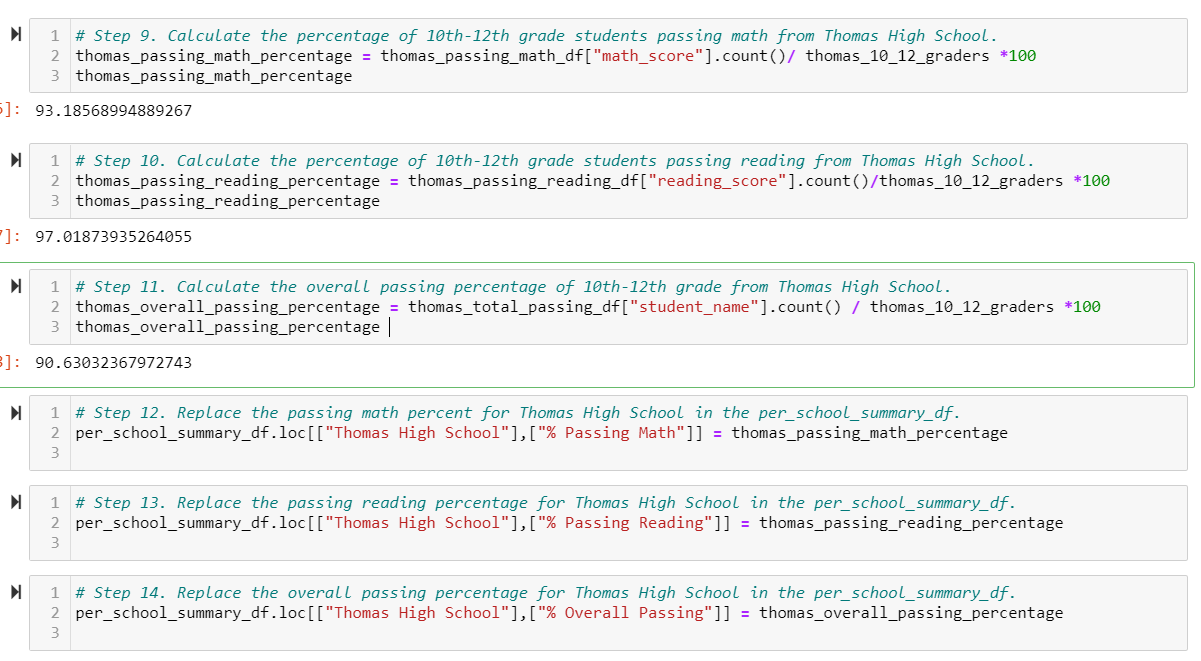 1 # Step 9. Calculate the percentage of 10th-12th grade students passing math from Thomas High School.
2 thomas_passing_math_percentage = thomas_passing_math_df["math_score"].count()/ thomas_10_12_graders *100
3 thomas_passing_math_percentage
]: 93.18568994889267
1 # Step 10. Calculate the percentage of 10th-12th grade students passing reading from Thomas High School.
2 thomas_passing_reading_percentage = thomas_passing_reading_df["reading_score"].count()/thomas_10_12_graders *100
3 thomas_passing_reading_percentage
]: 97.01873935264055
1 # Step 11. Calculate the overall passing percentage of 10th-12th grade from Thomas High School.
2 thomas_overall_passing_percentage = thomas_total_passing_df["student_name"].count() / thomas_10_12_graders *100
3 thomas_overall_passing_percentage
]: 90.63032367972743
1 # Step 12. Replace the passing math percent for Thomas High School in the per_school_summary_df.
2 per_school_summary_df.loc[["Thomas High School"],["% Passing Math"]] = thomas_passing_math_percentage
3
1 # Step 13. Replace the passing reading percentage for Thomas High School in the per_school_summary_df.
2 per_school_summary_df.loc[["Thomas High School"],["% Passing Reading"]] = thomas_passing_reading_percentage
3
1 # Step 14. Replace the overall passing percentage for Thomas High School in the per_school_summary_df.
2 per_school_summary_df.loc[["Thomas High School"],["% Overall Passing"]] = thomas_overall_passing_percentage
3